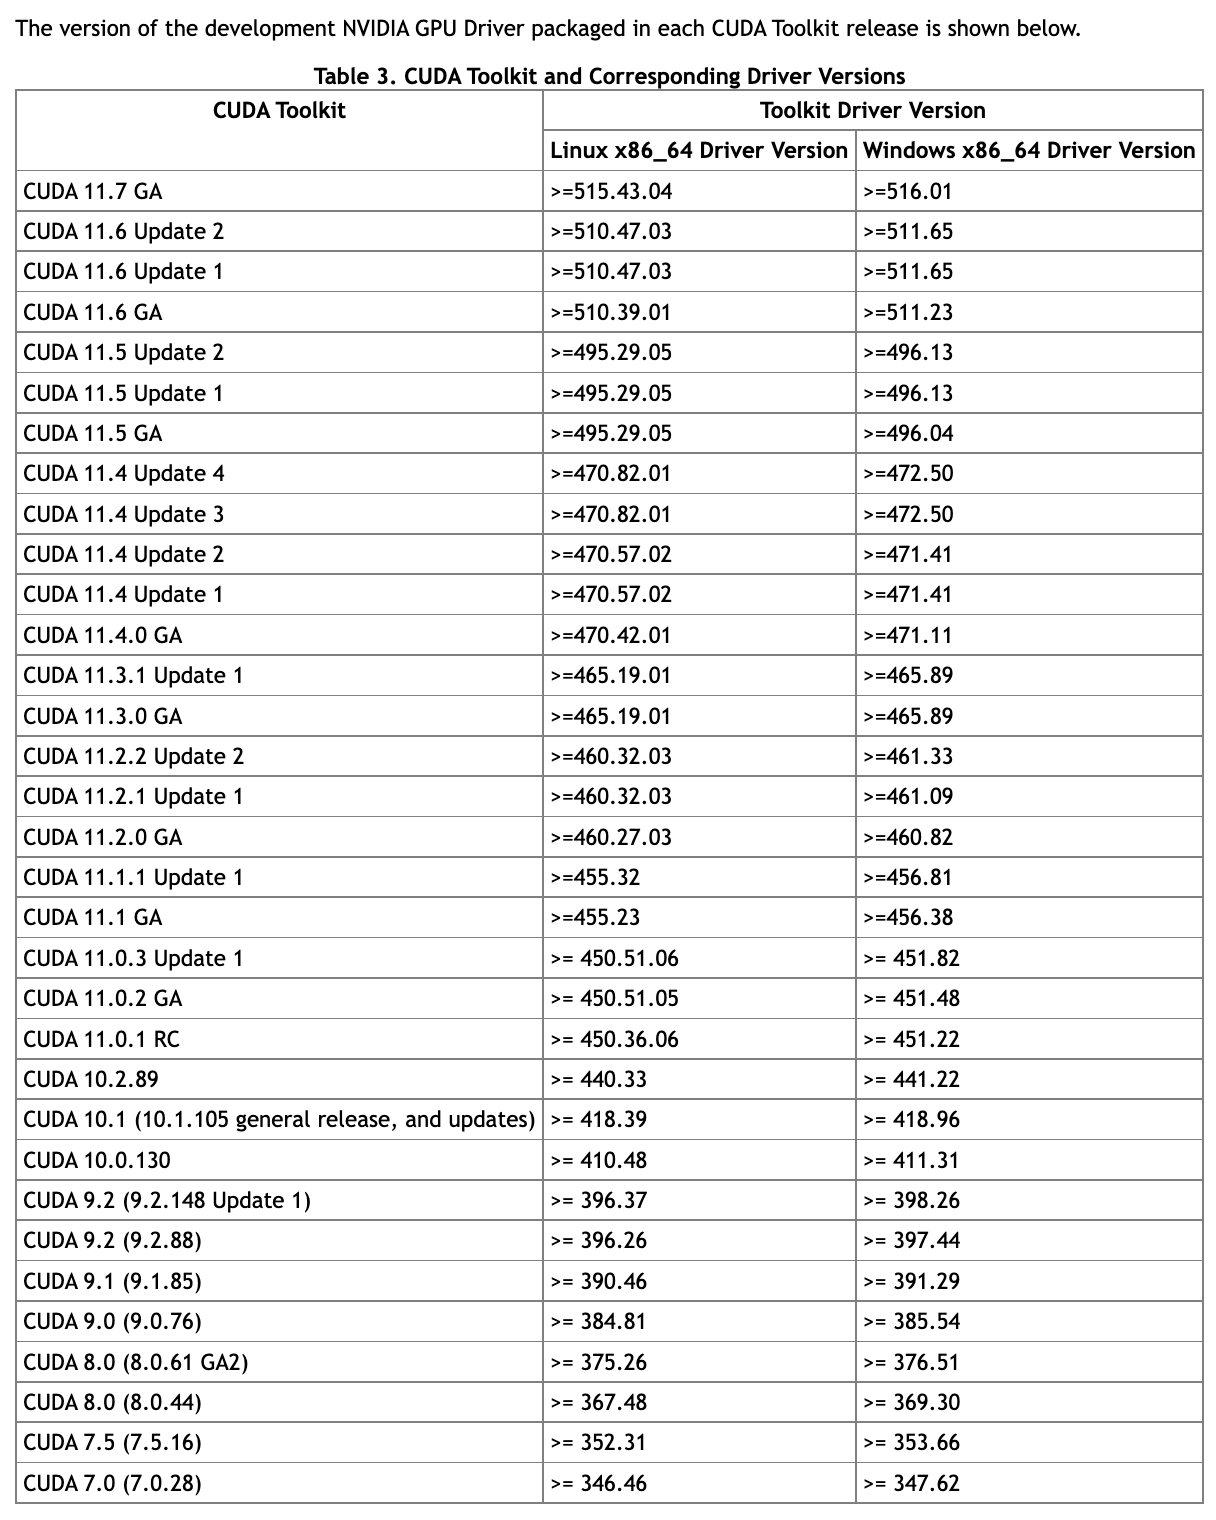 The version of the development NVIDIA GPU Driver packaged in each CUDA Toolkit release is shown below.
Table 3. CUDA Toolkit and Corresponding Driver Versions
CUDA Toolkit Toolkit Driver Version
Linux x86_64 Driver Version Windows x86_64 Driver Version
CUDA 11.7 GA >=515.43.04 >=516.01
CUDA 11.6 Update 2 >=510.47.03 >=511.65
CUDA 11.6 Update 1 >=510.47.03 >=511.65
CUDA 11.6 GA >=510.39.01 >=511.23
CUDA 11.5 Update 2 >=495.29.05 >=496.13
CUDA 11.5 Update 1 >=495.29.05 >=496.13
CUDA 11.5 GA >=495.29.05 >=496.04
CUDA 11.4 Update 4 >=470.82.01 >=472.50
CUDA 11.4 Update 3 >=470.82.01 >=472.50
CUDA 11.4 Update 2 >=470.57.02 >=471.41
CUDA 11.4 Update 1 >=470.57.02 >=471.41
CUDA 11.4.0 GA >=470.42.01 >=471.11
CUDA 11.3.1 Update 1 >=465.19.01 >=465.89
CUDA 11.3.0 GA >=465.19.01 >=465.89
CUDA 11.2.2 Update 2 >=460.32.03 >=461.33
CUDA 11.2.1 Update 1 >=460.32.03 >=461.09
CUDA 11.2.0 GA >=460.27.03 >=460.82
CUDA 11.1.1 Update 1 >=455.32 >=456.81
CUDA 11.1 GA >=455.23 >=456.38
CUDA 11.0.3 Update 1 >= 450.51.06 >= 451.82
CUDA 11.0.2 GA >= 450.51.05 >= 451.48
CUDA 11.0.1 RC >= 450.36.06 >= 451.22
CUDA 10.2.89 >= 440.33 >= 441.22
CUDA 10.1 (10.1.105 general release, and updates) >= 418.39 >= 418.96
CUDA 10.0.130 >= 410.48 >= 411.31
CUDA 9.2 (9.2.148 Update 1) >= 396.37 >= 398.26
CUDA 9.2 (9.2.88) >= 396.26 >= 397.44
CUDA 9.1 (9.1.85) >= 390.46 >= 391.29
CUDA 9.0 (9.0.76) >= 384.81 >= 385.54
CUDA 8.0 (8.0.61 GA2) >= 375.26 >= 376.51
CUDA 8.0 (8.0.44) >= 367.48 >= 369.30
CUDA 7.5 (7.5.16) >= 352.31 >= 353.66
CUDA 7.0 (7.0.28) >= 346.46 >= 347.62